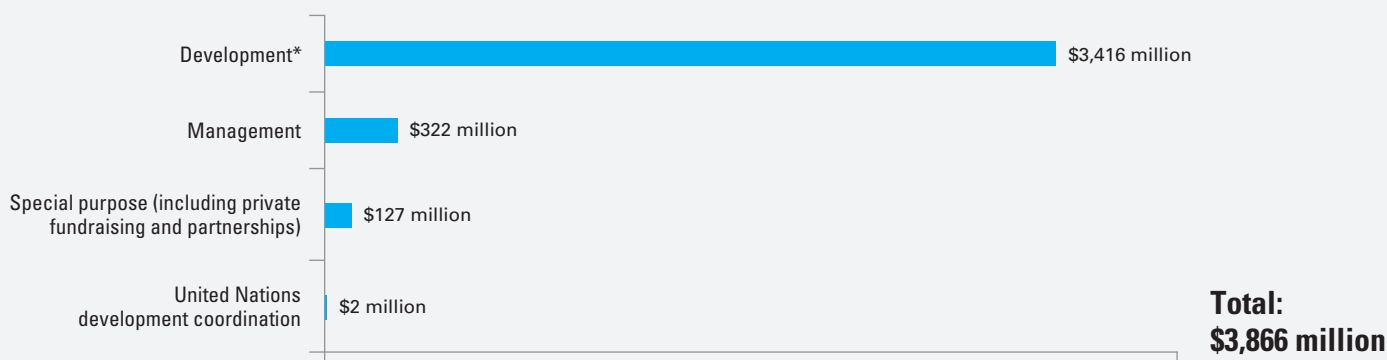 Development*
$3,416 million
Management
$322 million
Special purpose (including private
fundraising and partnerships)
$127 million
United Nations
development coordination
$2 million
Total:
$3,866 million